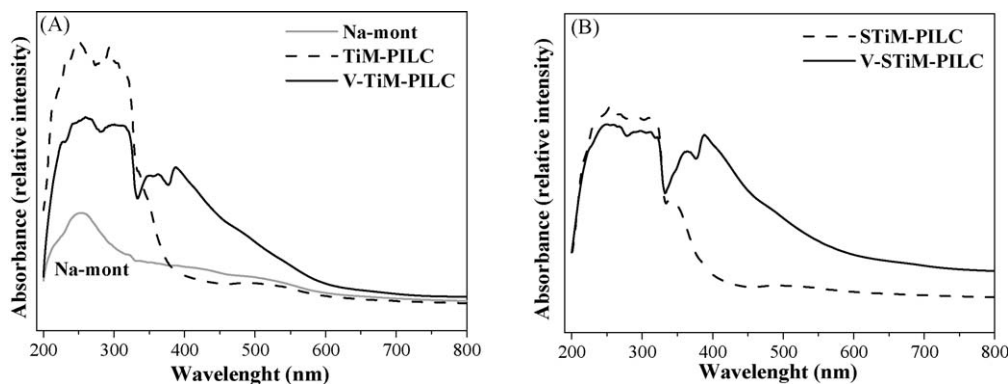 (A)
Na-mont
TiM-PILC
V-TiM-PILC
Absorbance (relative intensity)
Na-mont
200 300 400 500 600 700 800
Wavelenght (nm)
(B)
STiM-PILC
V-STiM-PILC
Absorbance (relative intensity)
200 300 400 500 600 700 800
Wavelenght (nm)